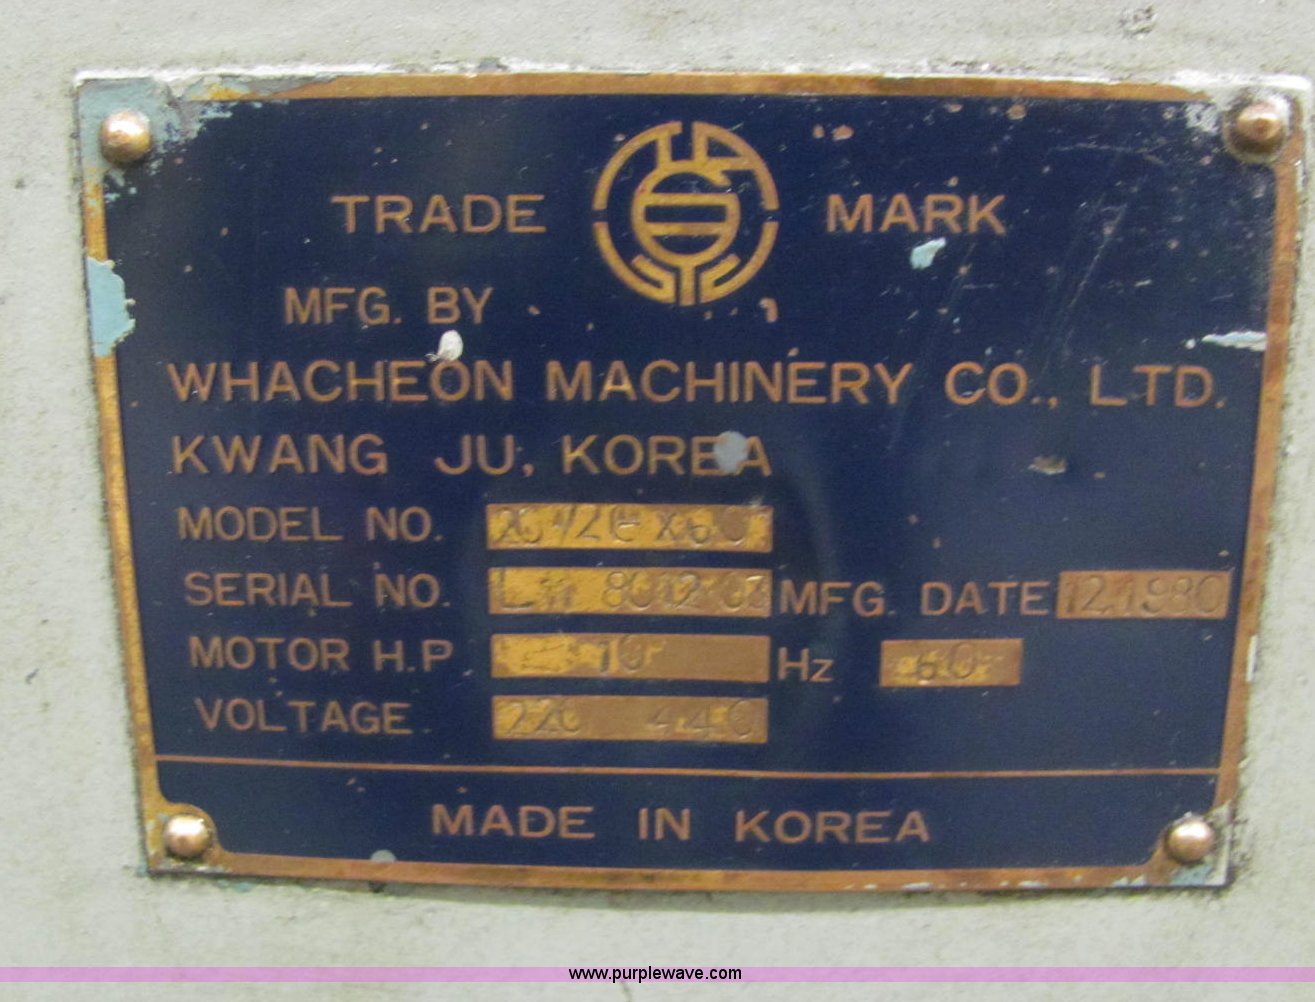 TRADE MARK
MFG. BY
WHACHEON MACHINERY CO., LTD.
KWANG JU, KOREA
MODEL NO.
SERIAL NO. MFG. DATE 12.1980
MOTOR H.P 10 Hz 60
VOLTAGE. 220 440
MADE IN KOREA
www.purplewave.com